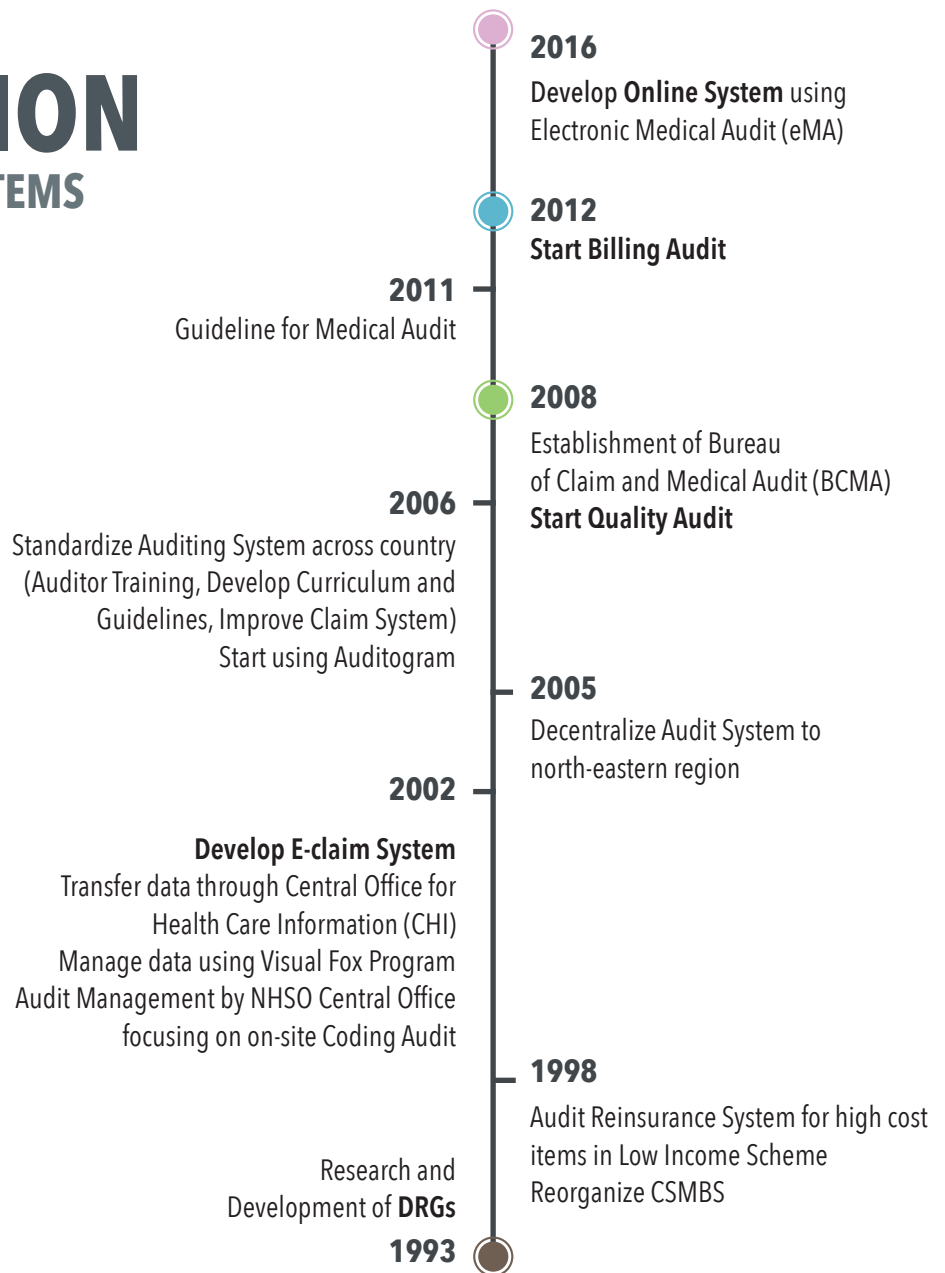 ION
TEMS
2016
Develop Online System using
Electronic Medical Audit (eMA)
2012
Start Billing Audit
2011
Guideline for Medical Audit
2008
Establishment of Bureau
of Claim and Medical Audit (BCMA)
Start Quality Audit
2006
Standardize Auditing System across country
(Auditor Training, Develop Curriculum and
Guidelines, Improve Claim System)
Start using Auditogram
2005
Decentralize Audit System to
north-eastern region
2002
Develop E-claim System
Transfer data through Central Office for
Health Care Information (CHI)
Manage data using Visual Fox Program
Audit Management by NHSO Central Office
focusing on on-site Coding Audit
1998
Audit Reinsurance System for high cost
items in Low Income Scheme
Reorganize CSMBS
Research and
Development of DRGs
1993